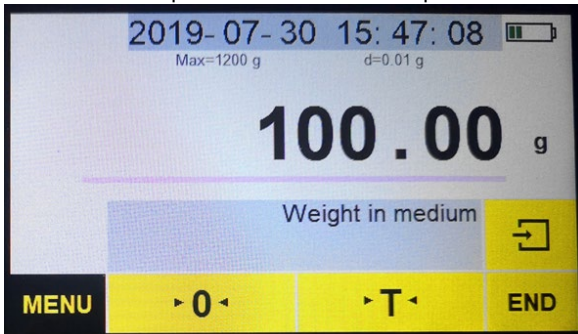 2019-07-30 15:47:08
Max=1200 g d=0.01 g
100.00 g
Weight in medium
MENU 0 T END